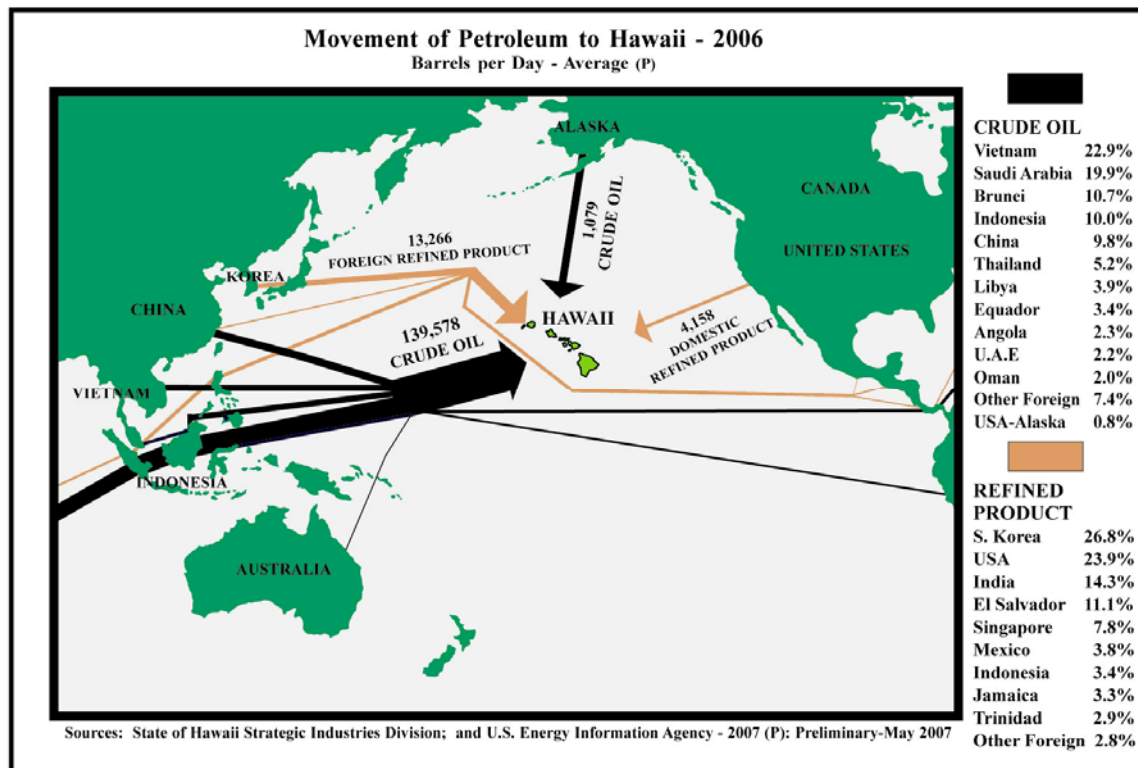 Movement of Petroleum to Hawaii - 2006
Barrels per Day - Average (P)
ALASKA
CANADA
UNITED STATES
1,079
CRUDE OIL
13,266
FOREIGN REFINED PRODUCT
KOREA
CHINA
HAWAII
139,578
CRUDE OIL
4,158
DOMESTIC
REFINED PRODUCT
VIETNAM
INDONESIA
AUSTRALIA
CRUDE OIL
Vietnam 22.9%
Saudi Arabia 19.9%
Brunei 10.7%
Indonesia 10.0%
China 9.8%
Thailand 5.2%
Libya 3.9%
Equador 3.4%
Angola 2.3%
U.A.E 2.2%
Oman 2.0%
Other Foreign 7.4%
USA-Alaska 0.8%
REFINED
PRODUCT
S. Korea 26.8%
USA 23.9%
India 14.3%
El Salvador 11.1%
Singapore 7.8%
Mexico 3.8%
Indonesia 3.4%
Jamaica 3.3%
Trinidad 2.9%
Other Foreign 2.8%
Sources: State of Hawaii Strategic Industries Division; and U.S. Energy Information Agency - 2007 (P): Preliminary-May 2007